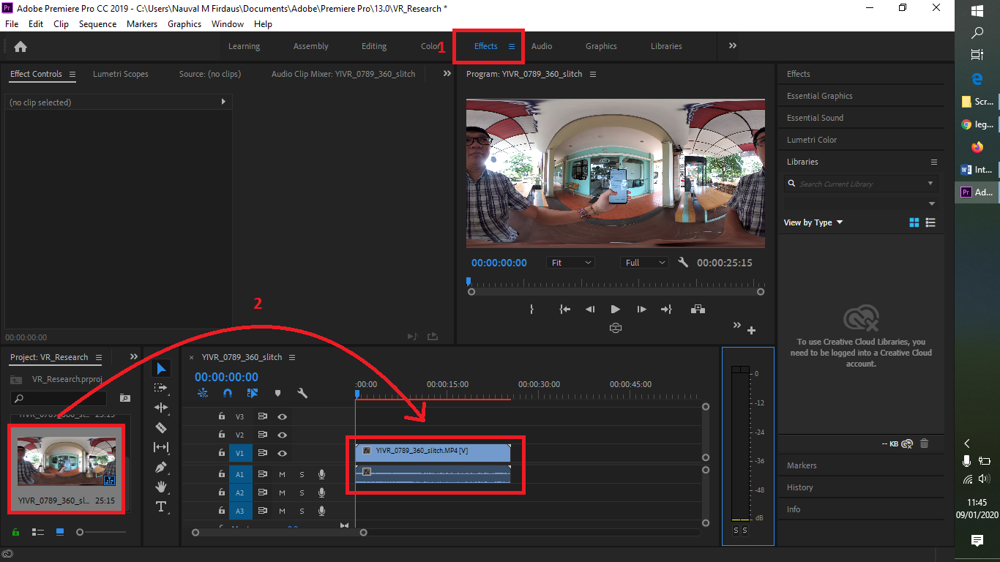 Pr Adobe Premiere Pro CC 2019 - C:\Users\Nauval M Firdaus\Documents\Adobe\Premiere Pro\13.0\VR_Research *
File Edit Clip Sequence Markers Graphics Window Help
Learning Assembly Editing Color 1 Effects Audio Graphics Libraries
Effect Controls Lumetri Scopes Source: (no clips) Audio Clip Mixer: YIVR_0789_360_slitch
Program: YIVR_0789_360_slitch
(no clip selected)
00:00:00:00
00:00:00:00 Fit Full 00:00:25:15
Effects
Essential Graphics
Essential Sound
Lumetri Color
Libraries
Search Current Library
View by Type
To use Creative Cloud Libraries, you
need to be logged into a Creative Cloud
account.
-- KB
Markers
History
Info
2
Project: VR_Research
VR_Research.prproj
YIVR_0789_360_sl... 25:15
YIVR_0789_360_sl... 25:15
T
× YIVR_0789_360_slitch
00:00:00:00
:00:00 00:00:15:00 00:00:30:00 00:00:45:00
V3
V2
V1 fx YIVR_0789_360_slitch.MP4 [V]
A1 M S fx
A2 M S
A3 M S
0
-12
-24
-36
-48
dB
S S
Scr...
leg...
Int...
Pr Ad...
11:45
09/01/2020